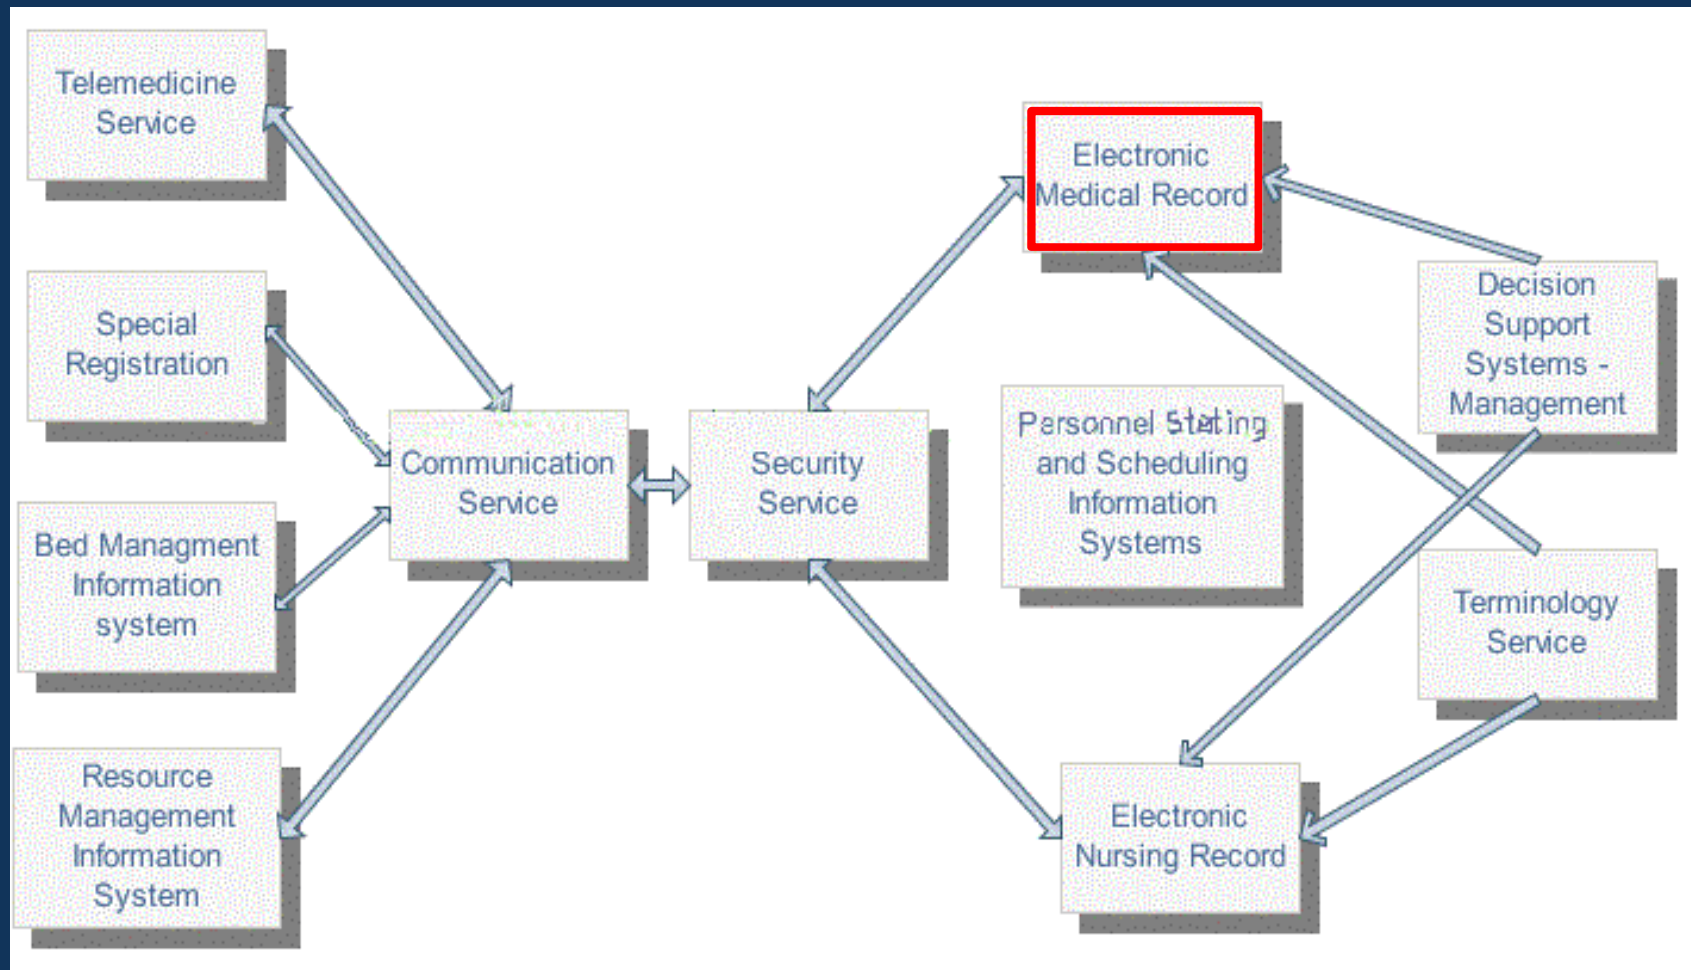 Telemedicine
Service
Special
Registration
Bed Managment
Information
system
Resource
Management
Information
System
Communication
Service
Security
Service
Electronic
Medical Record
Personnel Stating
and Scheduling
Information
Systems
Electronic
Nursing Record
Decision
Support
Systems -
Management
Terminology
Service